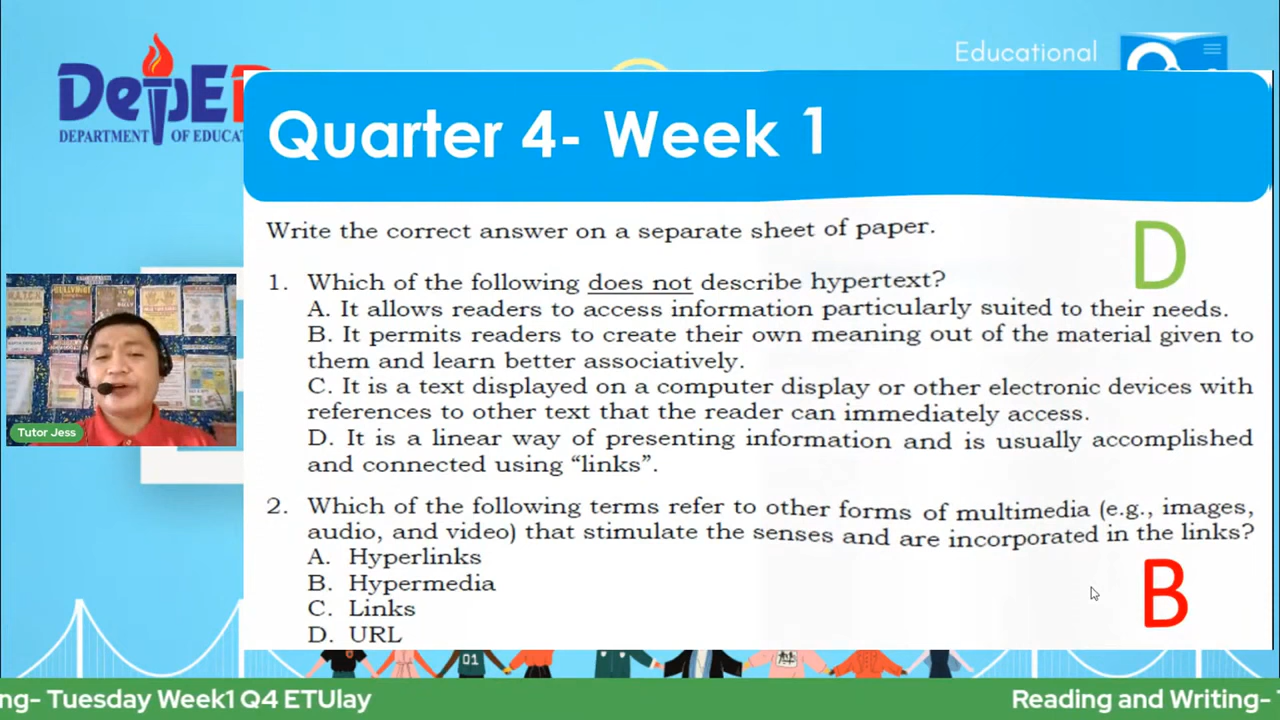 Educational
DepED
DEPARTMENT OF EDUCAT
Quarter 4- Week 1
Write the correct answer on a separate sheet of paper.
D
1. Which of the following does not describe hypertext?
A. It allows readers to access information particularly suited to their needs.
B. It permits readers to create their own meaning out of the material given to
them and learn better associatively.
C. It is a text displayed on a computer display or other electronic devices with
references to other text that the reader can immediately access.
D. It is a linear way of presenting information and is usually accomplished
and connected using “links”.
2. Which of the following terms refer to other forms of multimedia (e.g., images,
audio, and video) that stimulate the senses and are incorporated in the links?
A. Hyperlinks
B. Hypermedia
C. Links
D. URL
B
Tutor Jess
01
ng- Tuesday Week1 Q4 ETUlay
Reading and Writing-